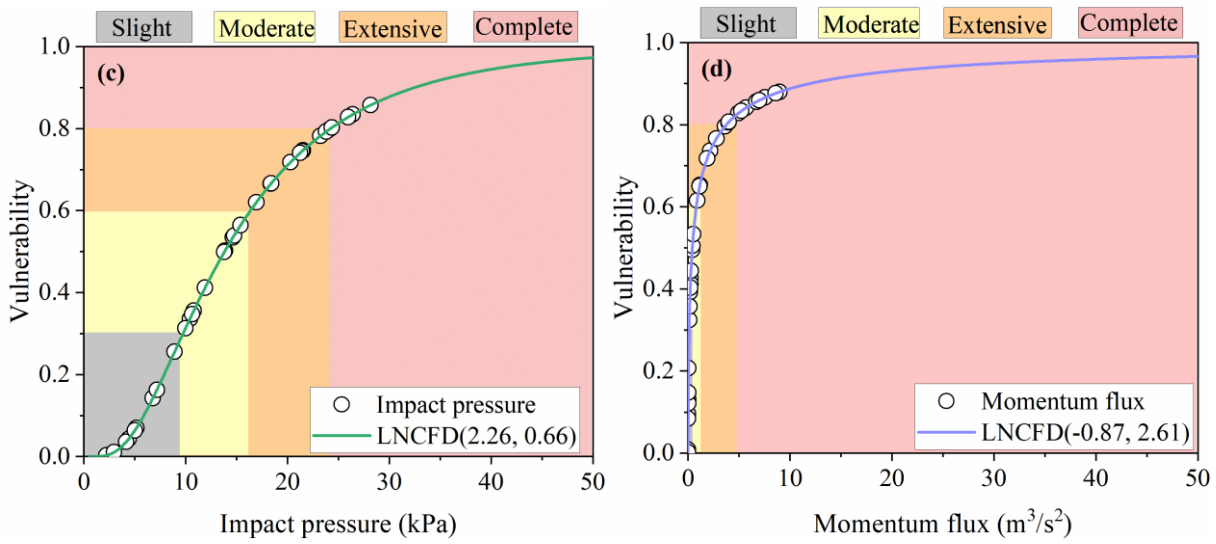 Slight Moderate Extensive Complete
(c)
1.0
0.8
0.6
0.4
0.2
0.0
Vulnerability
Impact pressure
LNCFD(2.26, 0.66)
0 10 20 30 40 50
Impact pressure (kPa)
Slight Moderate Extensive Complete
(d)
1.0
0.8
0.6
0.4
0.2
0.0
Vulnerability
Momentum flux
LNCFD(-0.87, 2.61)
0 10 20 30 40 50
Momentum flux (m³/s²)